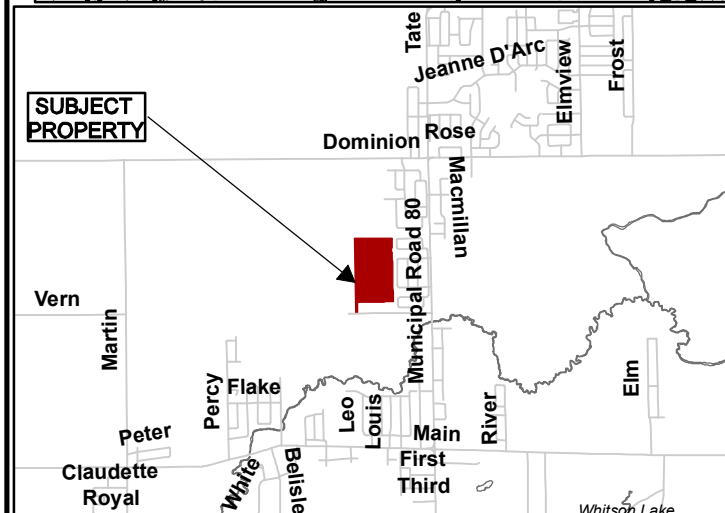 Tate
Jeanne D'Arc
Elmview
Frost
SUBJECT
PROPERTY
Dominion
Rose
Macmillan
Municipal Road 80
Vern
Martin
Percy
Flake
Leo
Louis
River
Elm
Peter
Main
Claudette
First
Royal
White
Belisle
Third
Whitson Lake